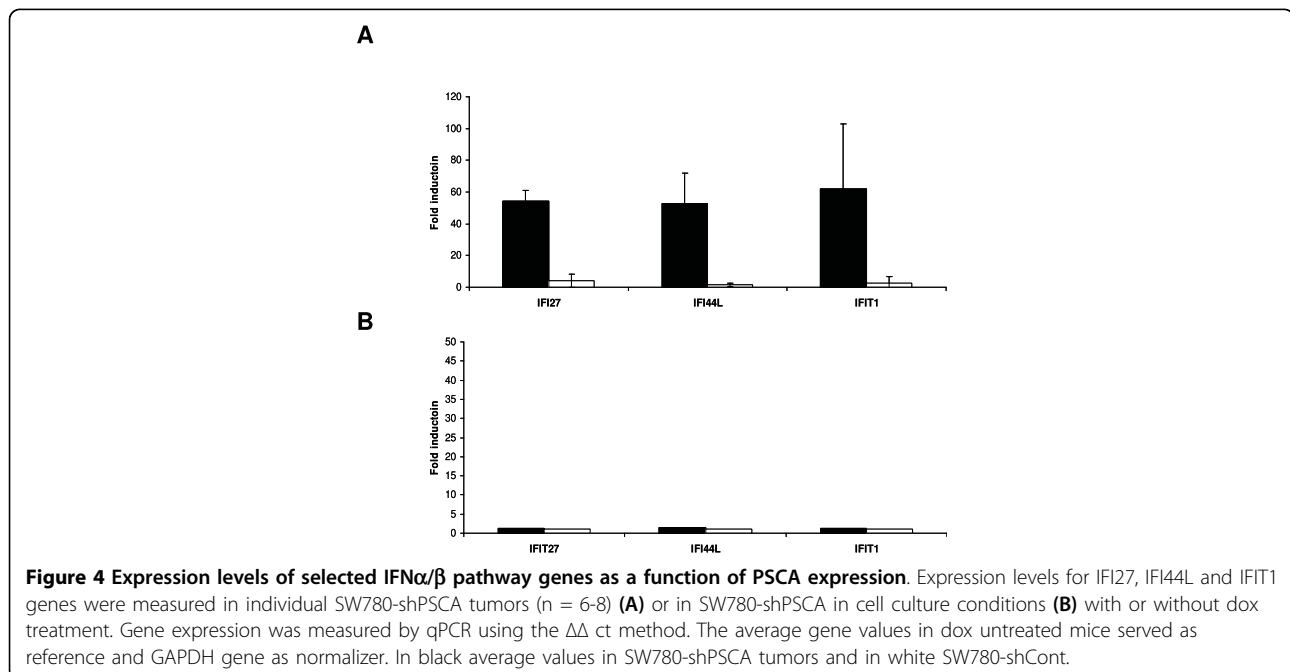 A
120
100
80
60
40
20
0
Fold inductoin
IFI27 IFI44L IFIT1
B
50
45
40
35
30
25
20
15
10
5
0
Fold inductoin
IFIT27 IFI44L IFIT1
Figure 4 Expression levels of selected IFNα/β pathway genes as a function of PSCA expression. Expression levels for IFI27, IFI44L and IFIT1
genes were measured in individual SW780-shPSCA tumors (n = 6-8) (A) or in SW780-shPSCA in cell culture conditions (B) with or without dox
treatment. Gene expression was measured by qPCR using the ΔΔ ct method. The average gene values in dox untreated mice served as
reference and GAPDH gene as normalizer. In black average values in SW780-shPSCA tumors and in white SW780-shCont.